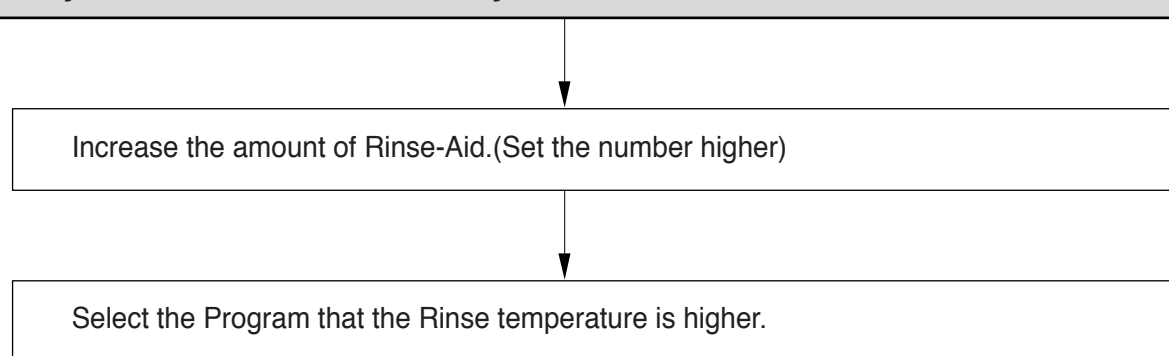 Increase the amount of Rinse-Aid.(Set the number higher)
Select the Program that the Rinse temperature is higher.